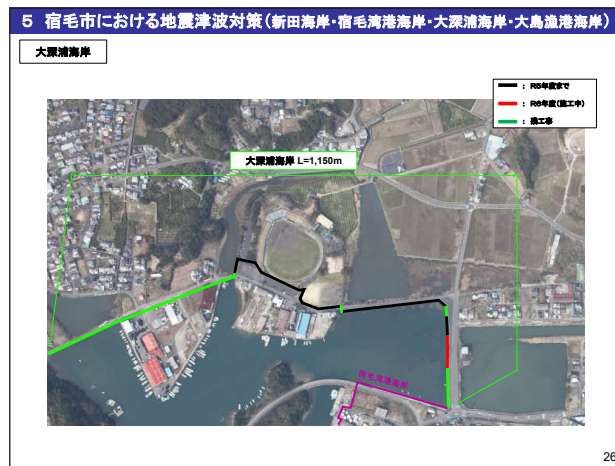 5 宿毛市における地震津波対策(新田海岸・宿毛湾港海岸・大深浦海岸・大島漁港海岸)
大深浦海岸
: R5年度まで
: R6年度(施工中)
: 残工事
大深浦海岸 L=1,150m
宿毛湾港海岸
26